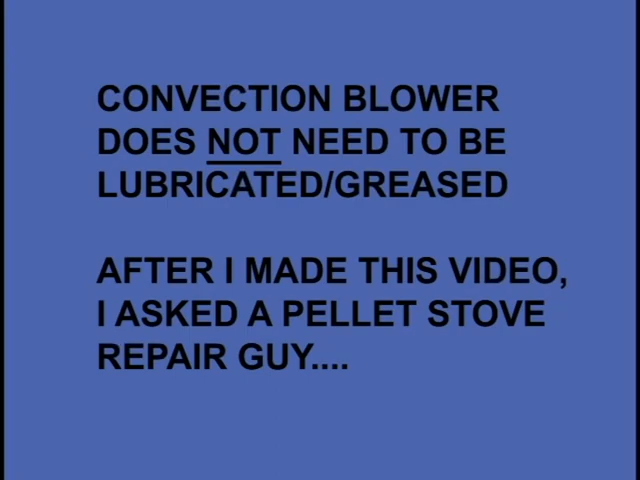 CONVECTION BLOWER
DOES NOT NEED TO BE
LUBRICATED/GREASED
AFTER I MADE THIS VIDEO,
I ASKED A PELLET STOVE
REPAIR GUY....